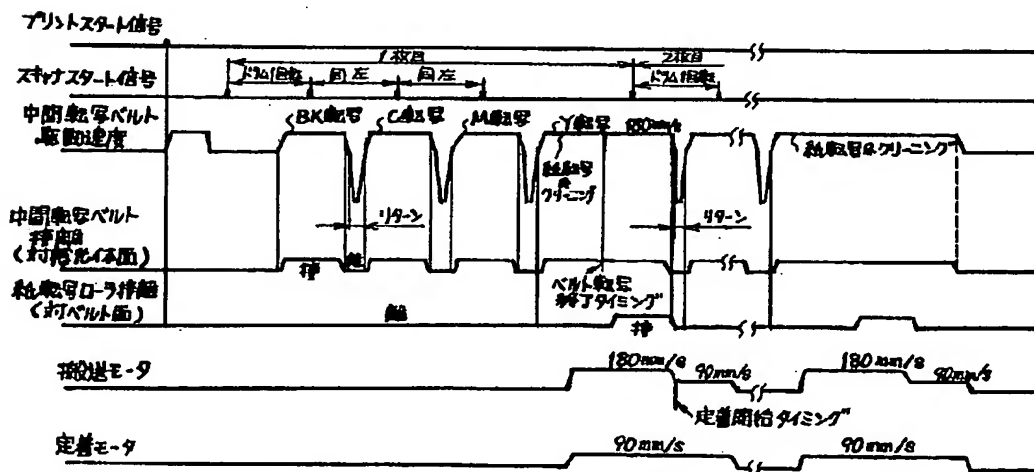 プリントスタート信号
1枚目
2枚目
スキャナスタート信号
ドラム1回転
同左
同左
ドラム1回転
中間転写ベルト
駆動速度
BK転写
C転写
M転写
Y転写
180mm/s
紙転写&クリーニング
紙転写&クリーニング
中間転写ベルト
接離
(対感光体面)
リターン
リターン
接
離
ベルト転写
終了タイミング
紙転写ローラ接離
(対ベルト面)
離
接
搬送モータ
180mm/s
90mm/s
180mm/s
90mm/s
定着開始タイミング
定着モータ
90mm/s
90mm/s